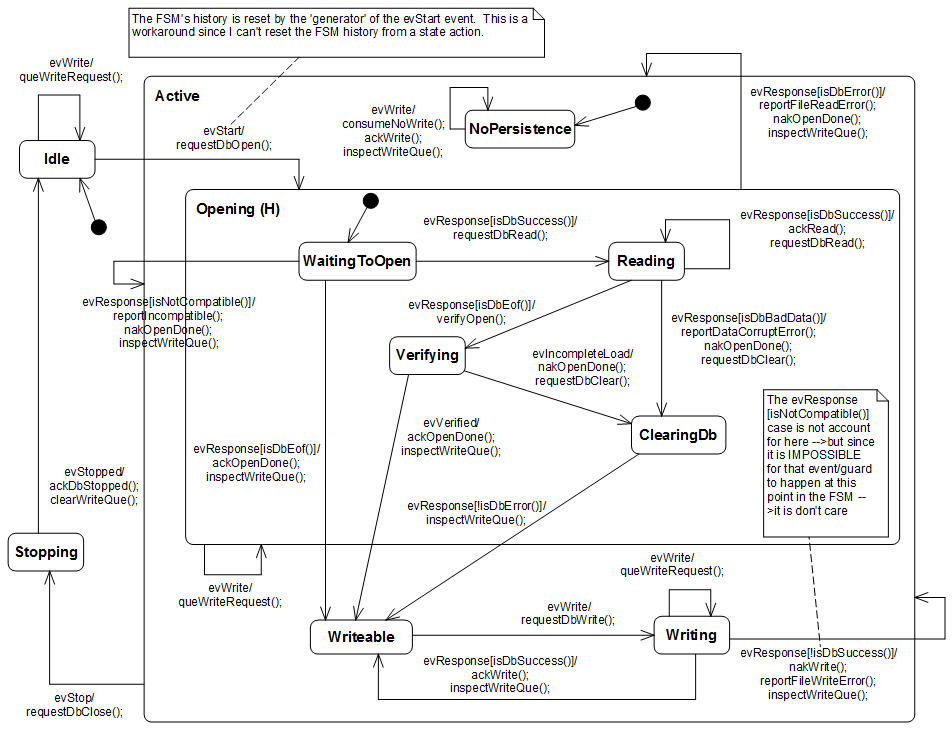 The FSM's history is reset by the 'generator' of the evStart event.  This is a
workaround since I can't reset the FSM history from a state action.
evWrite/
queWriteRequest();
Active
evStart/
requestDbOpen();
Idle
evWrite/
consumeNoWrite();
ackWrite();
inspectWriteQue();
NoPersistence
evResponse[isDbError()]/
reportFileReadError();
nakOpenDone();
inspectWriteQue();
Opening (H)
evResponse[isDbSuccess()]/
requestDbRead();
evResponse[isDbSuccess()]/
ackRead();
requestDbRead();
WaitingToOpen
Reading
evResponse[isNotCompatible()]/
reportIncompatible();
nakOpenDone();
inspectWriteQue();
evResponse[isDbEof()]/
verifyOpen();
evResponse[isDbBadData()]/
reportDataCorruptError();
nakOpenDone();
requestDbClear();
Verifying
evIncompleteLoad/
nakOpenDone();
requestDbClear();
The evResponse
[isNotCompatible()]
case is not account
for here -->but since
it is IMPOSSIBLE
for that event/guard
to happen at this
point in the FSM --
>it is don't care
ClearingDb
evVerified/
ackOpenDone();
inspectWriteQue();
evResponse[isDbEof()]/
ackOpenDone();
inspectWriteQue();
evStopped/
ackDbStopped();
clearWriteQue();
evResponse[!isDbError()]/
inspectWriteQue();
Stopping
evWrite/
queWriteRequest();
evWrite/
queWriteRequest();
evWrite/
requestDbWrite();
Writeable
Writing
evResponse[isDbSuccess()]/
ackWrite();
inspectWriteQue();
evResponse[!isDbSuccess()]/
nakWrite();
reportFileWriteError();
inspectWriteQue();
evStop/
requestDbClose();